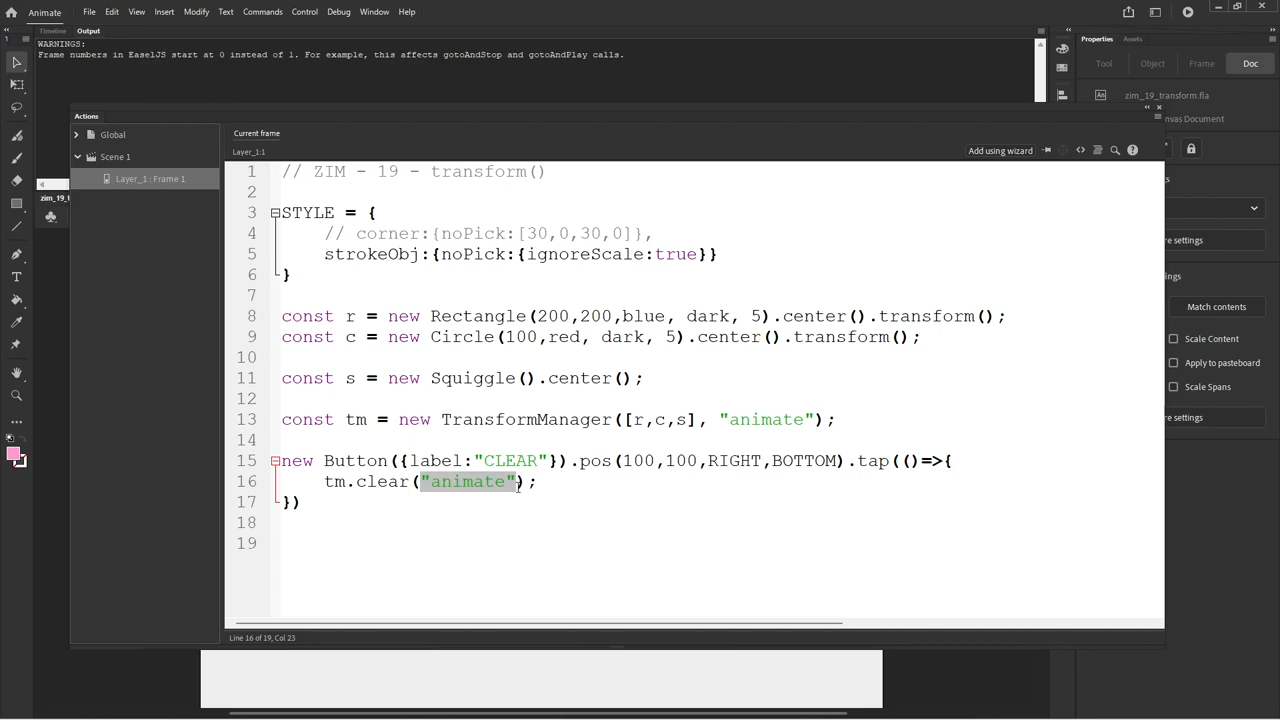 Animate File Edit View Insert Modify Text Commands Control Debug Window Help
Timeline Output
WARNINGS:
Frame numbers in EaselJS start at 0 instead of 1. For example, this affects gotoAndStop and gotoAndPlay calls.
Properties Assets
Tool Object Frame Doc
zim_19_transform.fla
nvas Document
Actions
Global
Scene 1
Layer_1 : Frame 1
Current frame
Layer_1:1
Add using wizard
zim_19_t
1 // ZIM - 19 - transform()
2
3 STYLE = {
4 // corner:{noPick:[30,0,30,0]},
5 strokeObj:{noPick:{ignoreScale:true}}
6 }
7
8 const r = new Rectangle(200,200,blue, dark, 5).center().transform();
9 const c = new Circle(100,red, dark, 5).center().transform();
10
11 const s = new Squiggle().center();
12
13 const tm = new TransformManager([r,c,s], "animate");
14
15 new Button({label:"CLEAR"}).pos(100,100,RIGHT,BOTTOM).tap(()=>{
16 tm.clear("animate");
17 })
18
19
Line 16 of 19, Col 23
gs
re settings
ngs
Match contents
Scale Content
Apply to pasteboard
Scale Spans
re settings